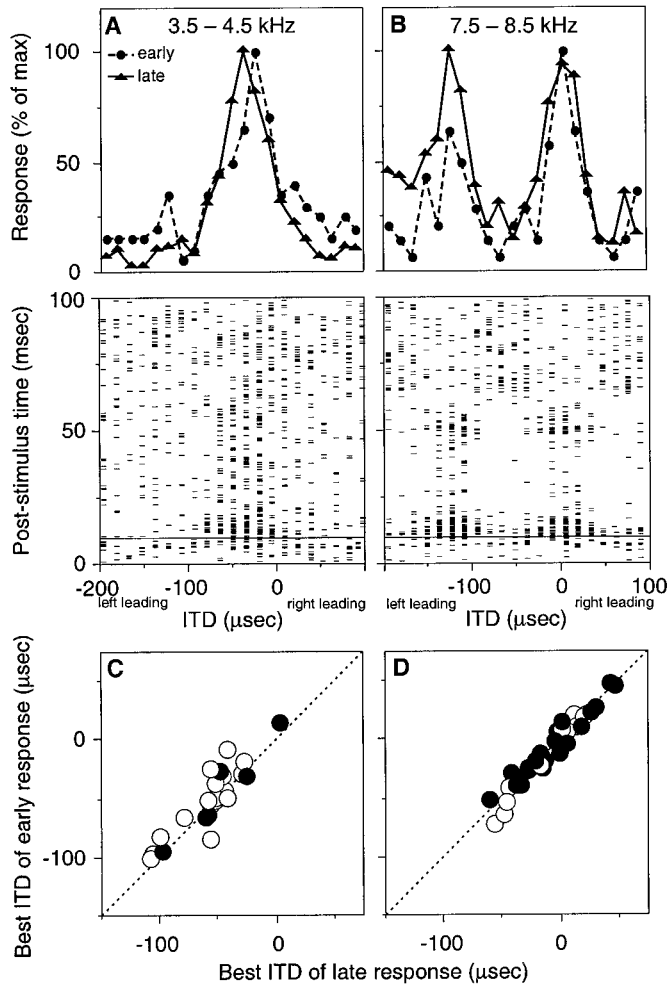 A 3.5 – 4.5 kHz
B 7.5 – 8.5 kHz
early
late
Response (% of max)
100
50
0
Post-stimulus time (msec)
100
50
0
-200 -100 0
-100 0 100
left leading right leading
left leading right leading
ITD (µsec)
ITD (µsec)
C
D
Best ITD of early response (µsec)
0
-100
-100 0
-100 0
Best ITD of late response (µsec)